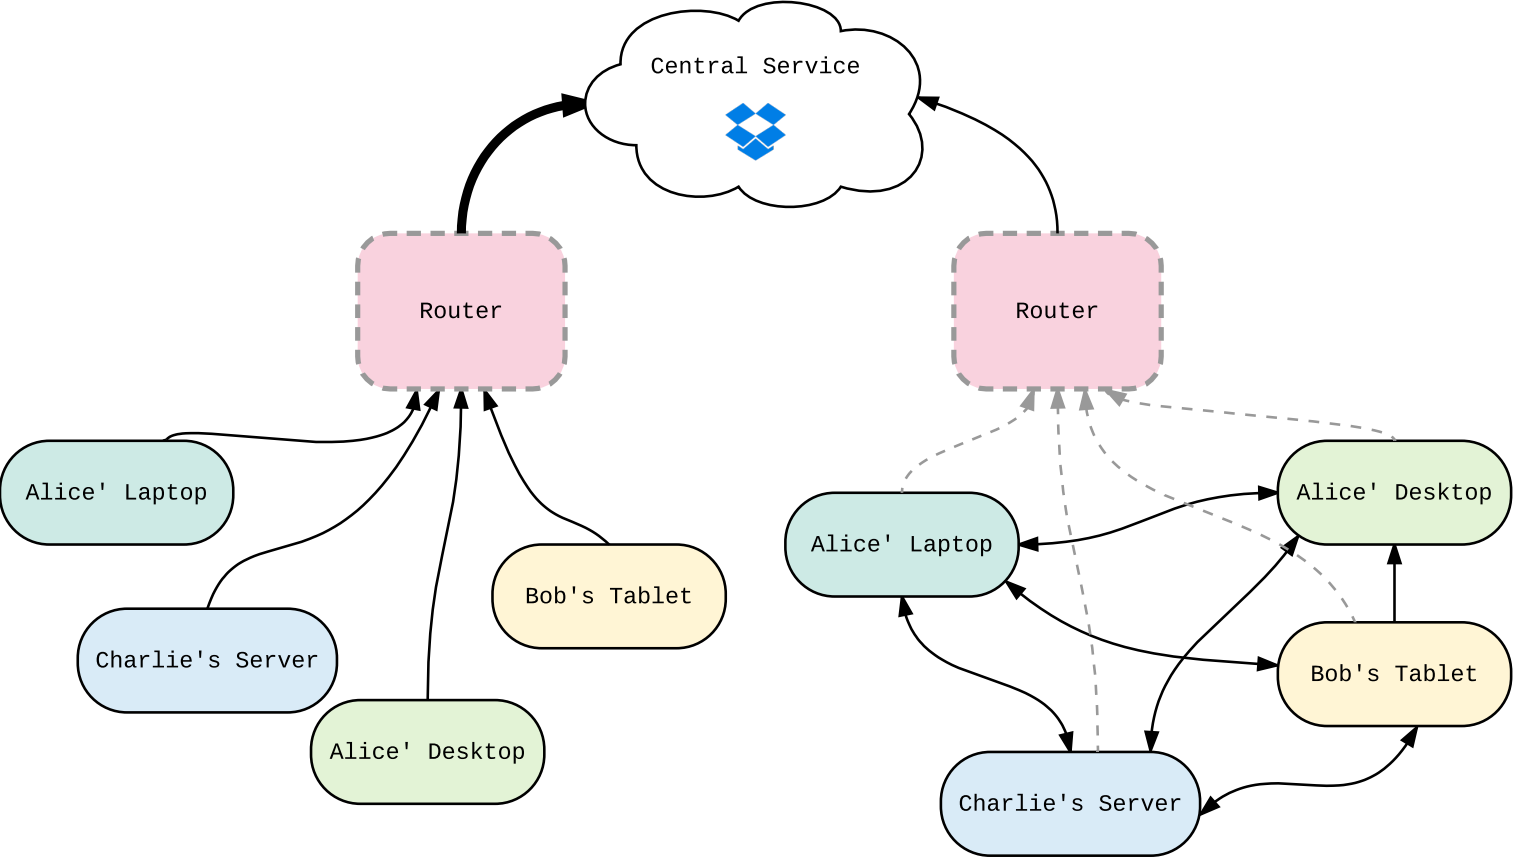 Central Service
Router
Router
Alice' Laptop
Alice' Desktop
Alice' Laptop
Bob's Tablet
Charlie's Server
Bob's Tablet
Alice' Desktop
Charlie's Server